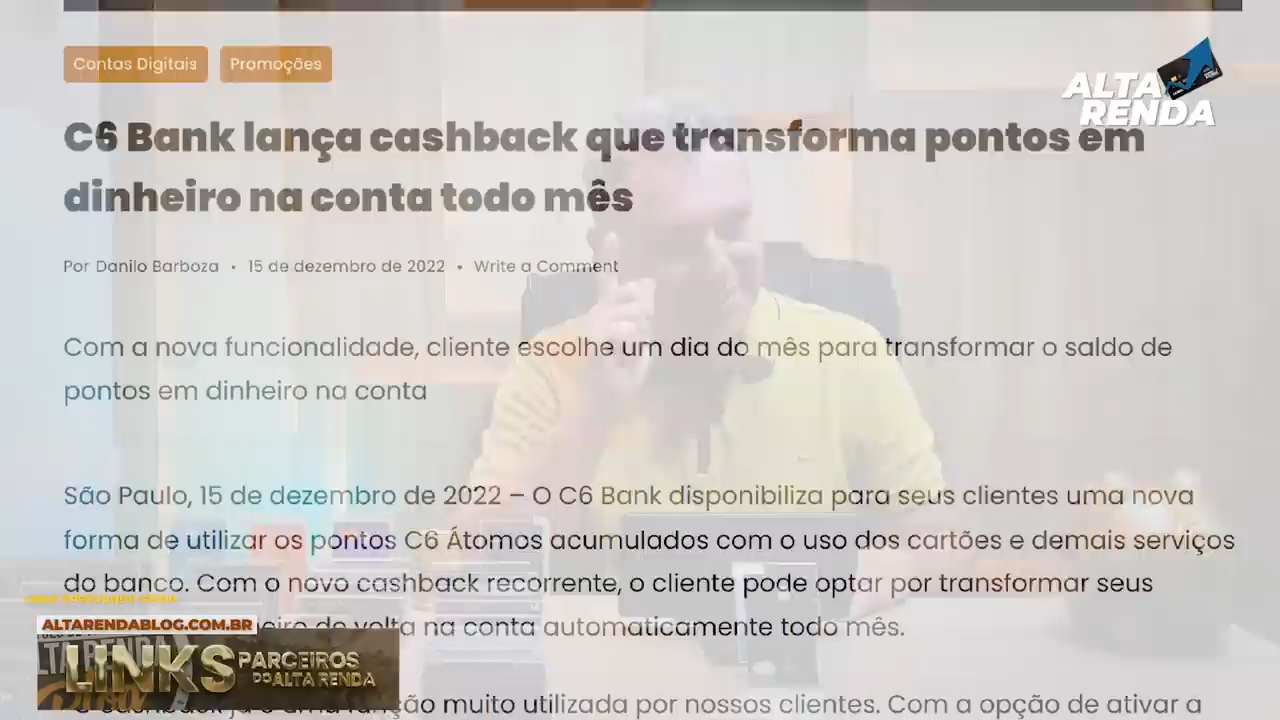 Contas Digitais
Promoções
ALTA
RENDA
C6 Bank lança cashback que transforma pontos em
dinheiro na conta todo mês
Por Danilo Barboza • 15 de dezembro de 2022 • Write a Comment
Com a nova funcionalidade, cliente escolhe um dia do mês para transformar o saldo de
pontos em dinheiro na conta
São Paulo, 15 de dezembro de 2022 – O C6 Bank disponibiliza para seus clientes uma nova
forma de utilizar os pontos C6 Átomos acumulados com o uso dos cartões e demais serviços
do banco. Com o novo cashback recorrente, o cliente pode optar por transformar seus
de volta na conta automaticamente todo mês.
ALTARENDABLOG.COM.BR
LINKS PARCEIROS
DO ALTA RENDA
muito utilizada por nossos clientes. Com a opção de ativar a